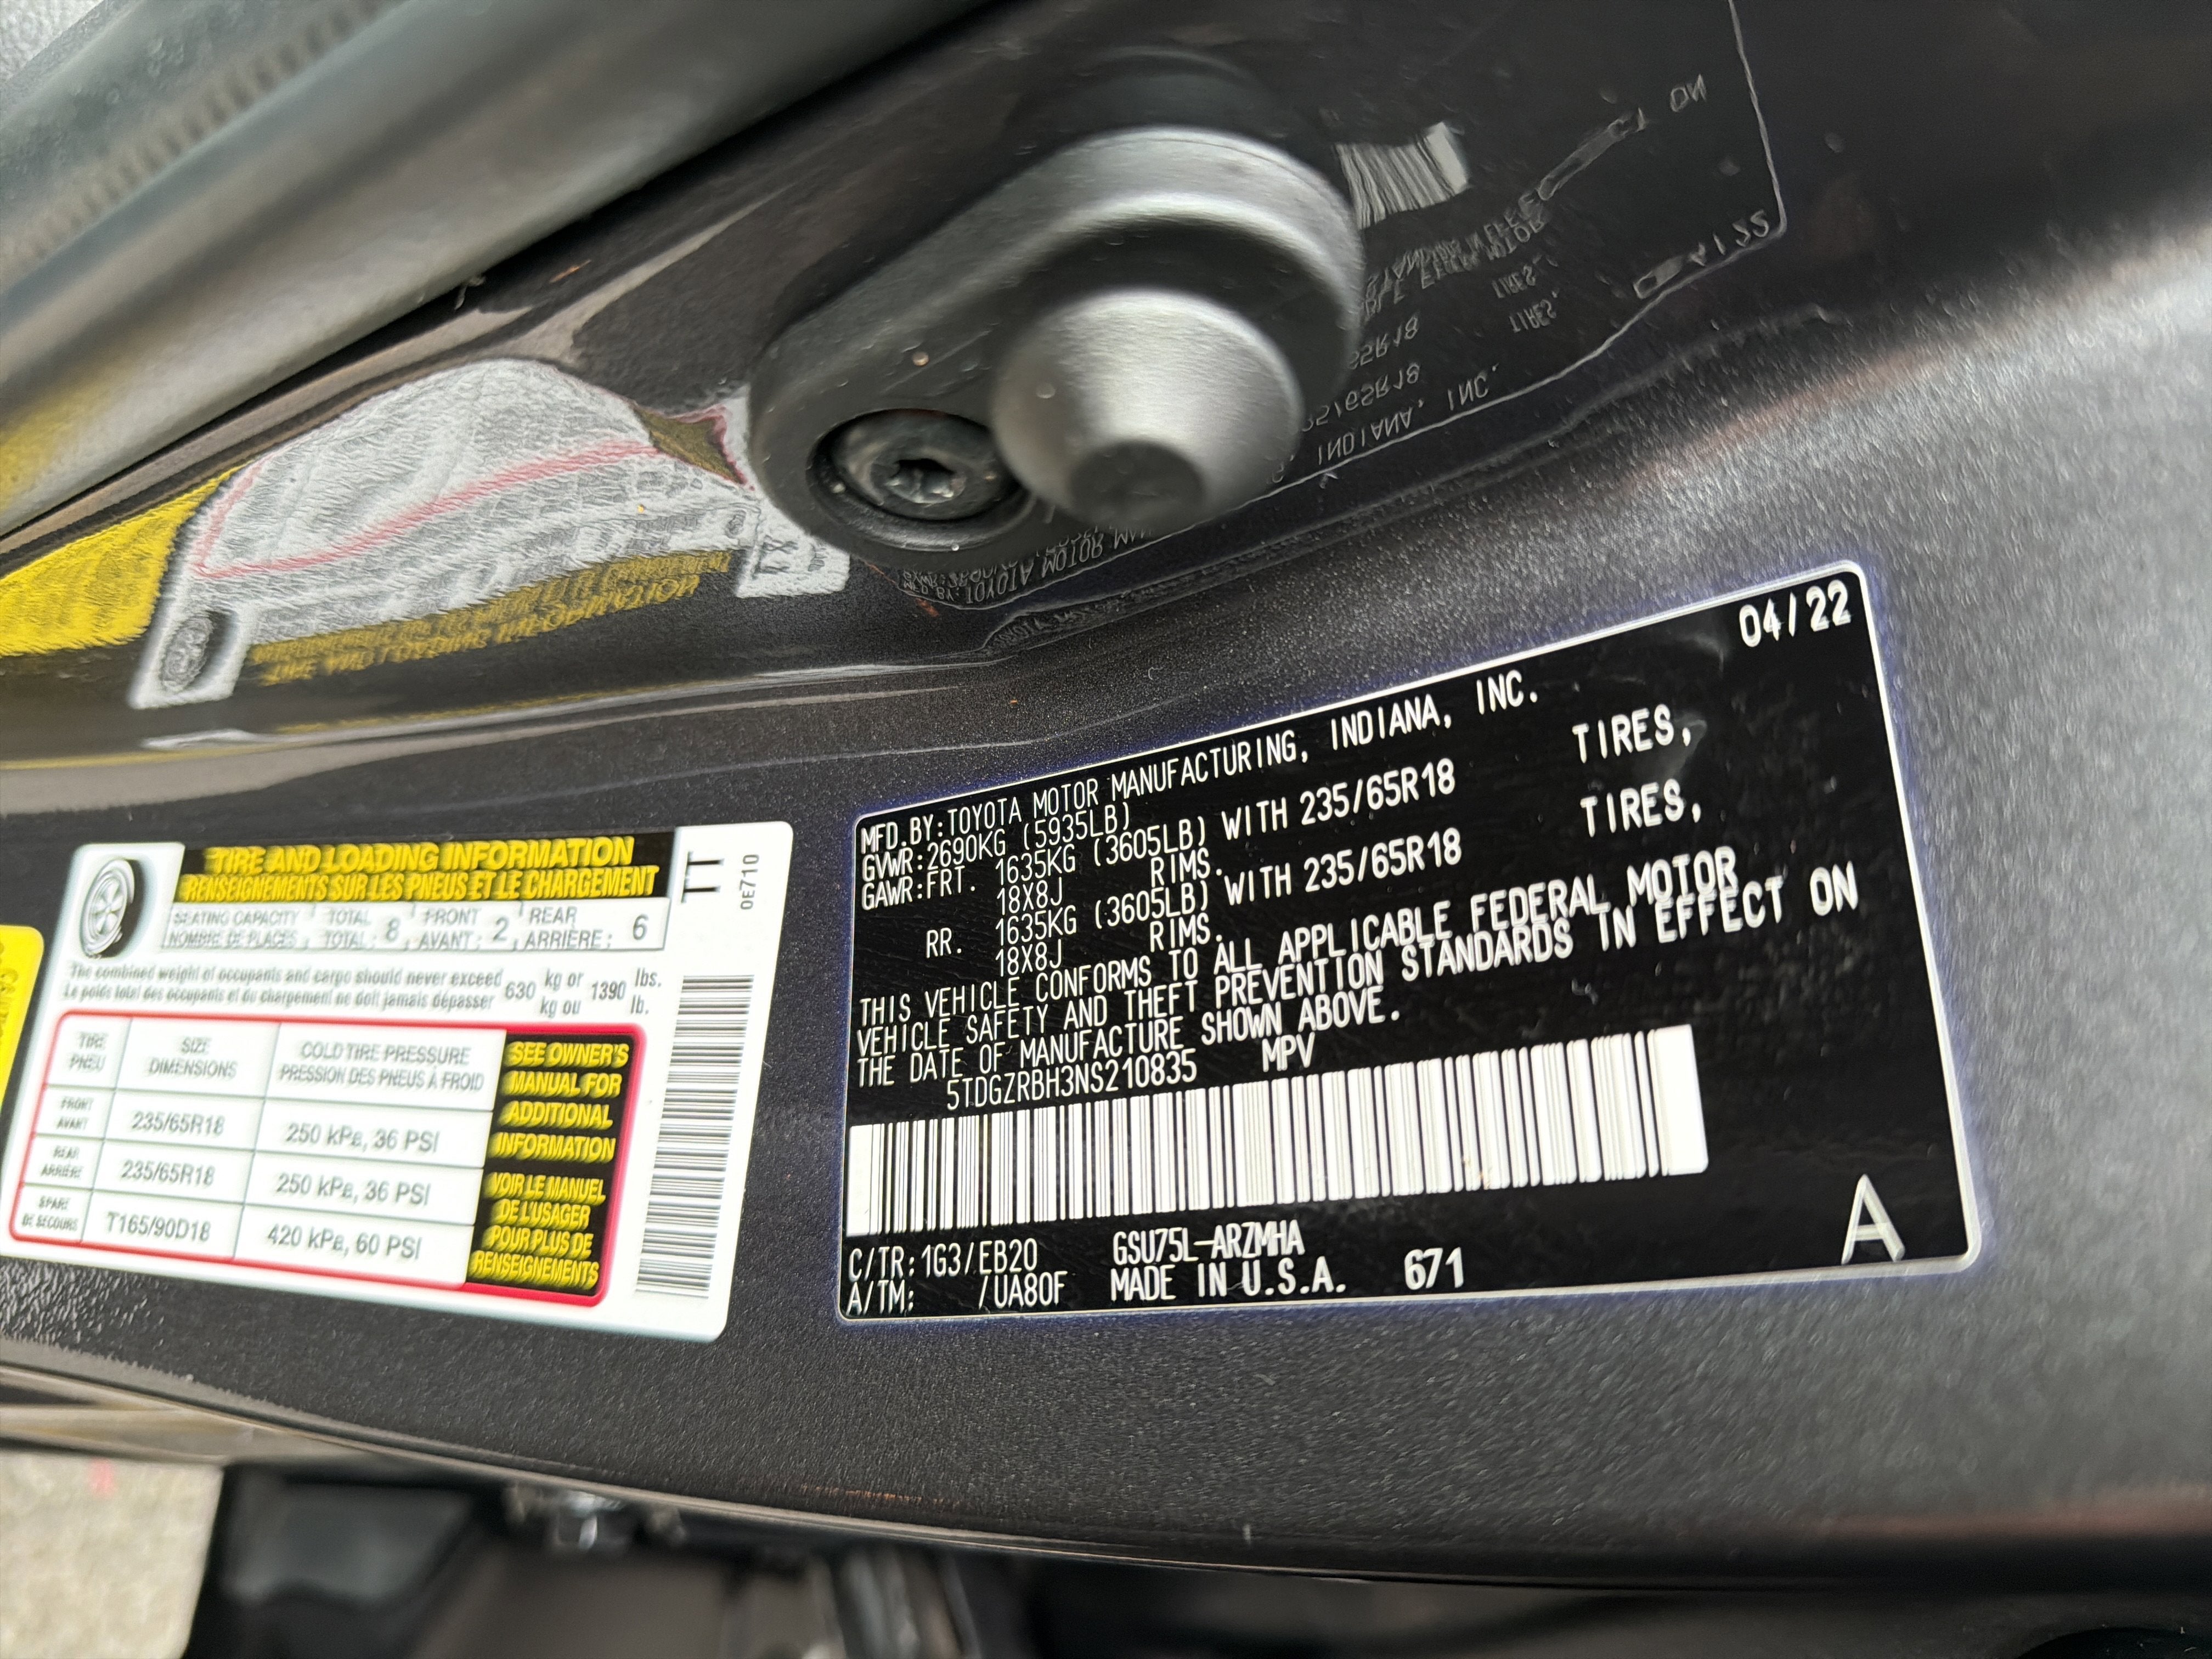 TIRE AND LOADING INFORMATION
RENSEIGNEMENTS SUR LES PNEUS ET LE CHARGEMENT
SEATING CAPACITY TOTAL FRONT REAR
NOMBRE DE PLACES TOTAL : 8 AVANT : 2 ARRIÈRE : 6
The combined weight of occupants and cargo should never exceed 630 kg or 1390 lbs.
Le poids total des occupants et du chargement ne doit jamais dépasser kg ou lb.
TIRE SIZE COLD TIRE PRESSURE
PNEU DIMENSIONS PRESSION DES PNEUS À FROID
FRONT
AVANT 235/65R18 250 kPa, 36 PSI
REAR
ARRIÈRE 235/65R18 250 kPa, 36 PSI
SPARE
DE SECOURS T165/90D18 420 kPa, 60 PSI
SEE OWNER'S
MANUAL FOR
ADDITIONAL
INFORMATION
VOIR LE MANUEL
DE L'USAGER
POUR PLUS DE
RENSEIGNEMENTS
TT
0E710
04/22
MFD.BY:TOYOTA MOTOR MANUFACTURING, INDIANA, INC.
GVWR:2690KG (5935LB)
GAWR:FRT. 1635KG (3605LB) WITH 235/65R18 TIRES,
18X8J RIMS.
RR. 1635KG (3605LB) WITH 235/65R18 TIRES,
18X8J RIMS.
THIS VEHICLE CONFORMS TO ALL APPLICABLE FEDERAL MOTOR
VEHICLE SAFETY AND THEFT PREVENTION STANDARDS IN EFFECT ON
THE DATE OF MANUFACTURE SHOWN ABOVE.
5TDGZRBH3NS210835 MPV
C/TR:1G3/EB20 GSU75L-ARZMHA
A/TM: /UA80F MADE IN U.S.A. 671
A